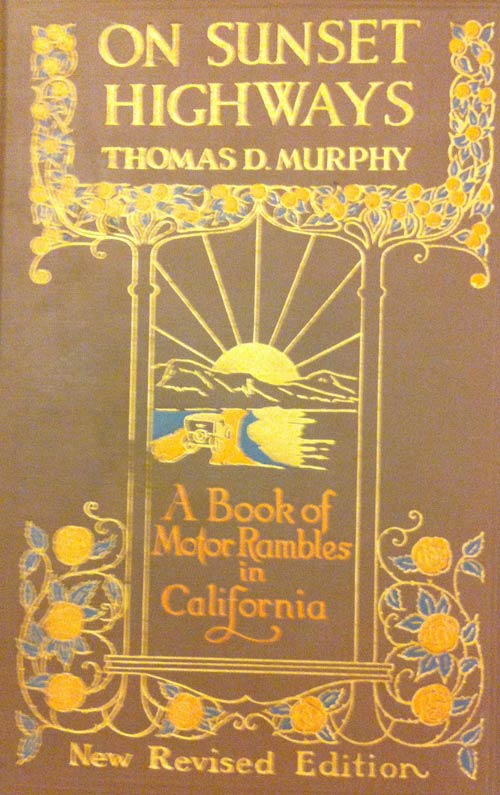 ON SUNSET
HIGHWAYS
THOMAS D. MURPHY
A Book of
Motor Rambles
in
California
New Revised Edition